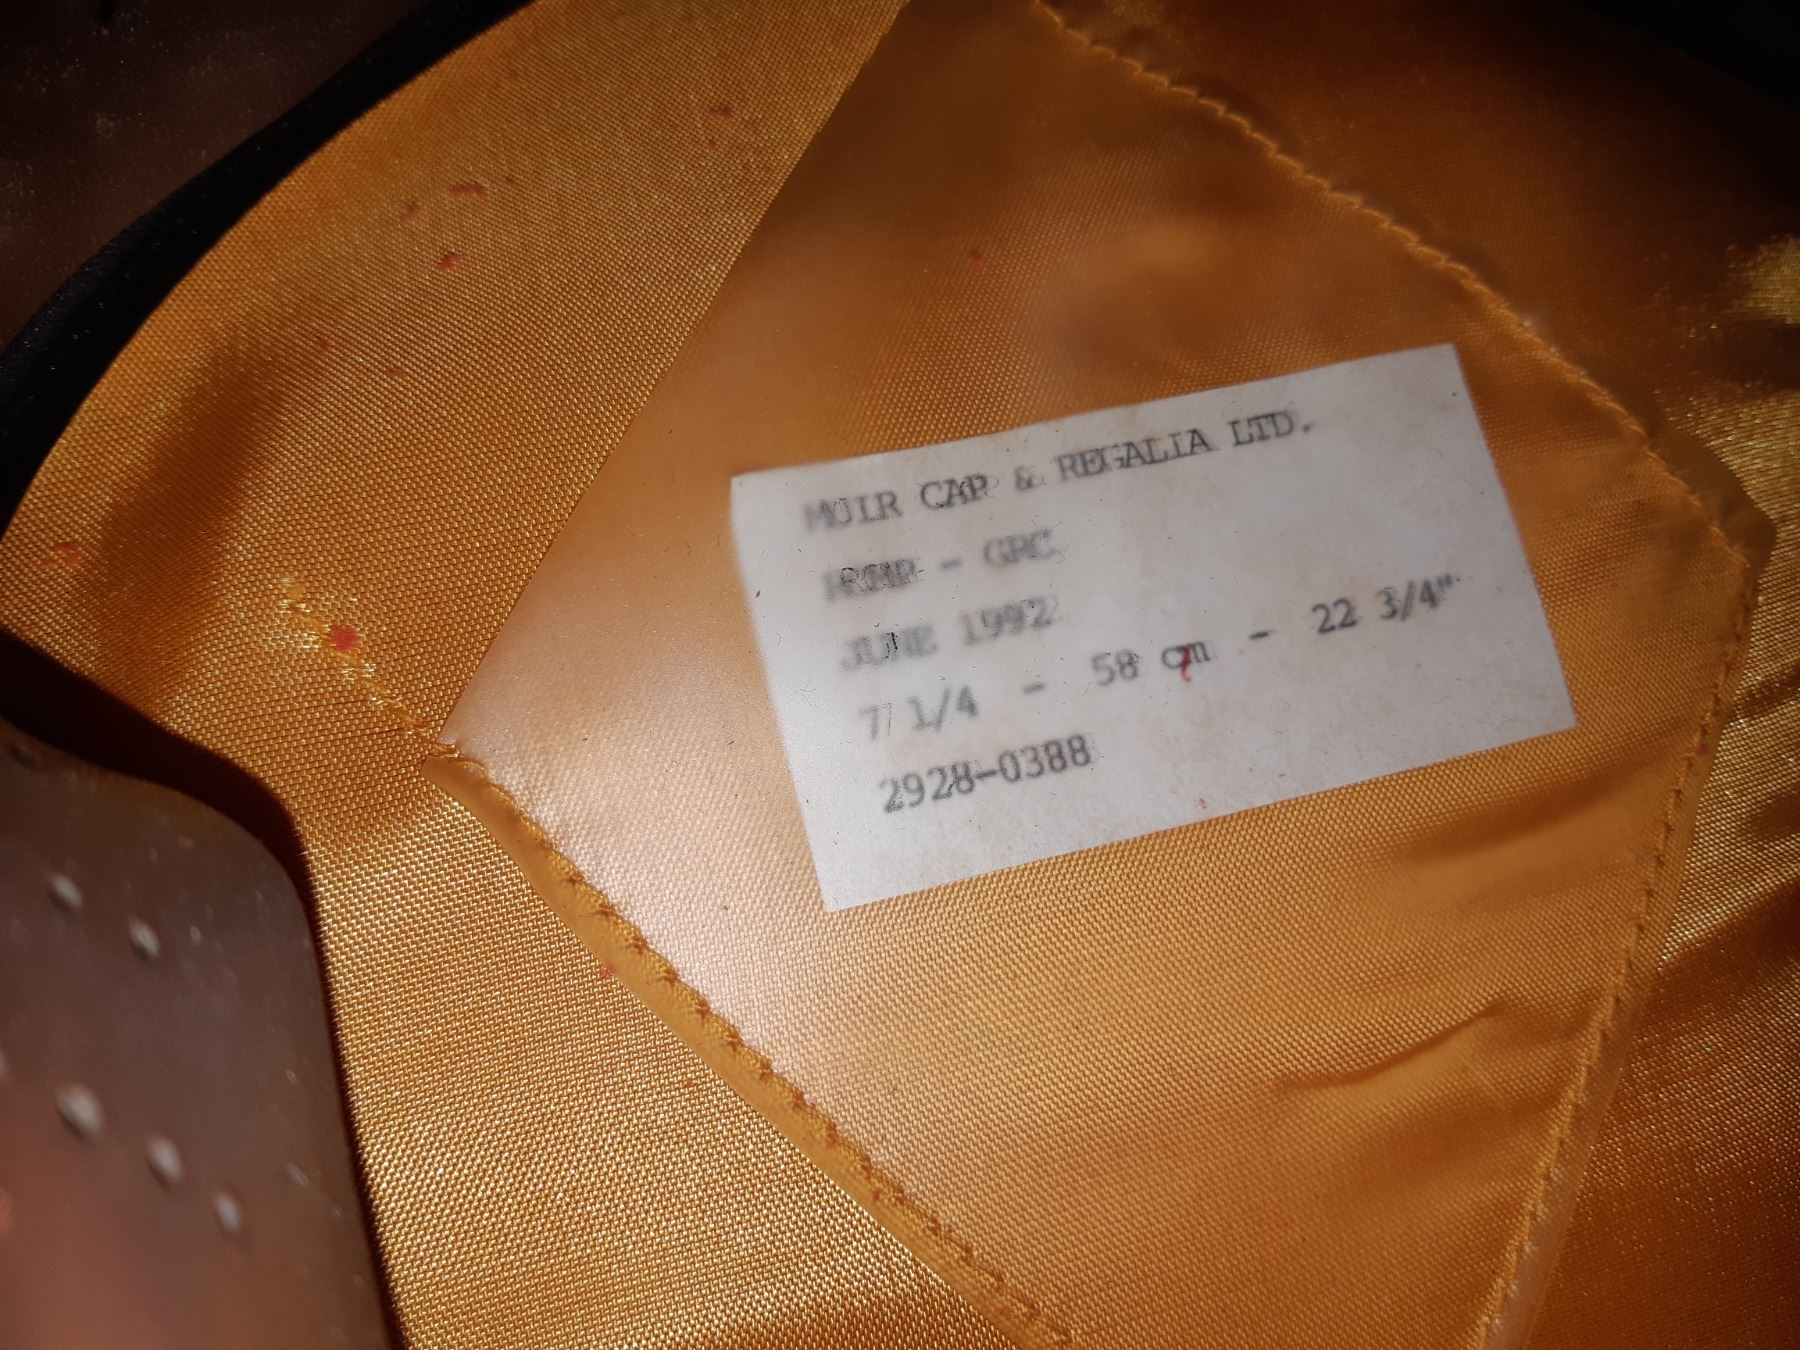 MUIR CAP & REGALIA LTD.
RCMP - GRC
JUNE 1992
7 1/4 - 58 cm - 22 3/4"
2928-0388